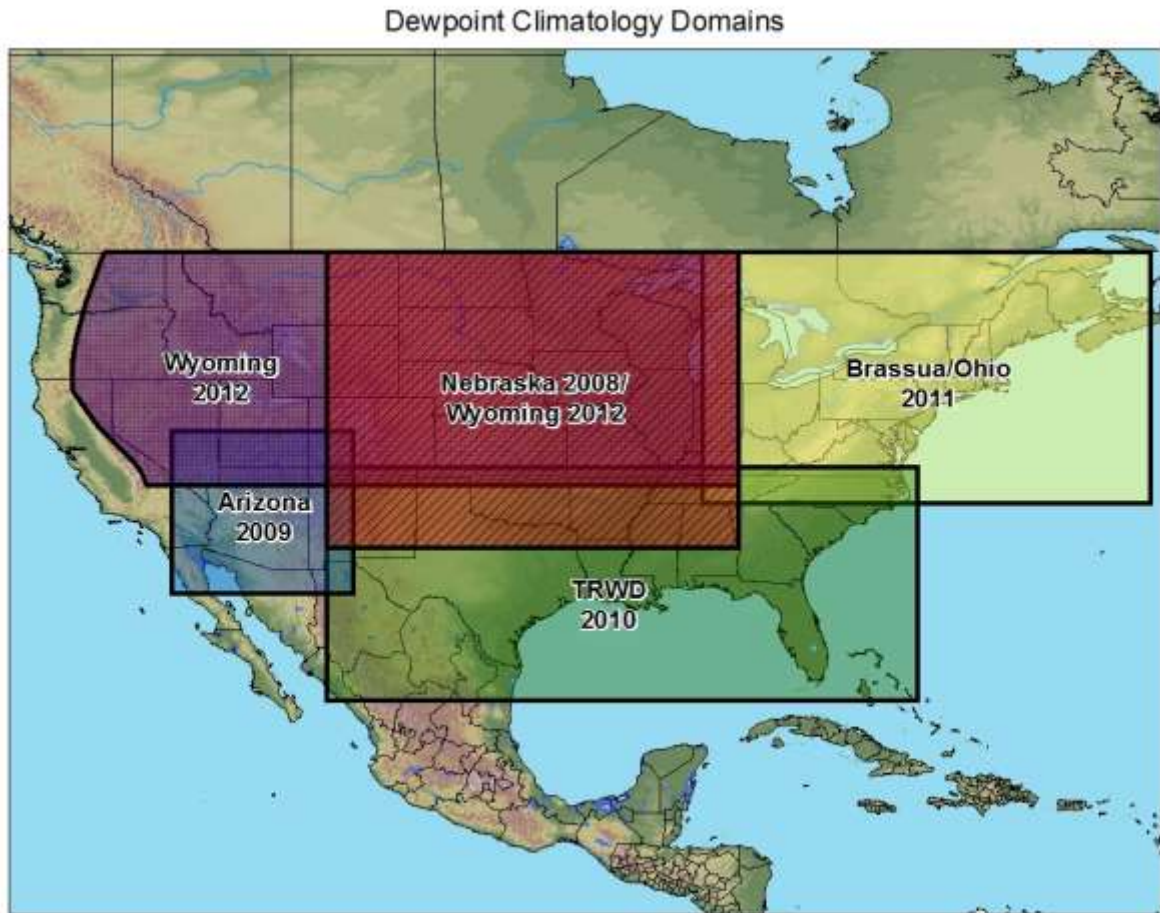 Dewpoint Climatology Domains
Wyoming
2012
Nebraska 2008/
Wyoming 2012
Brassua/Ohio
2011
Arizona
2009
TRWD
2010